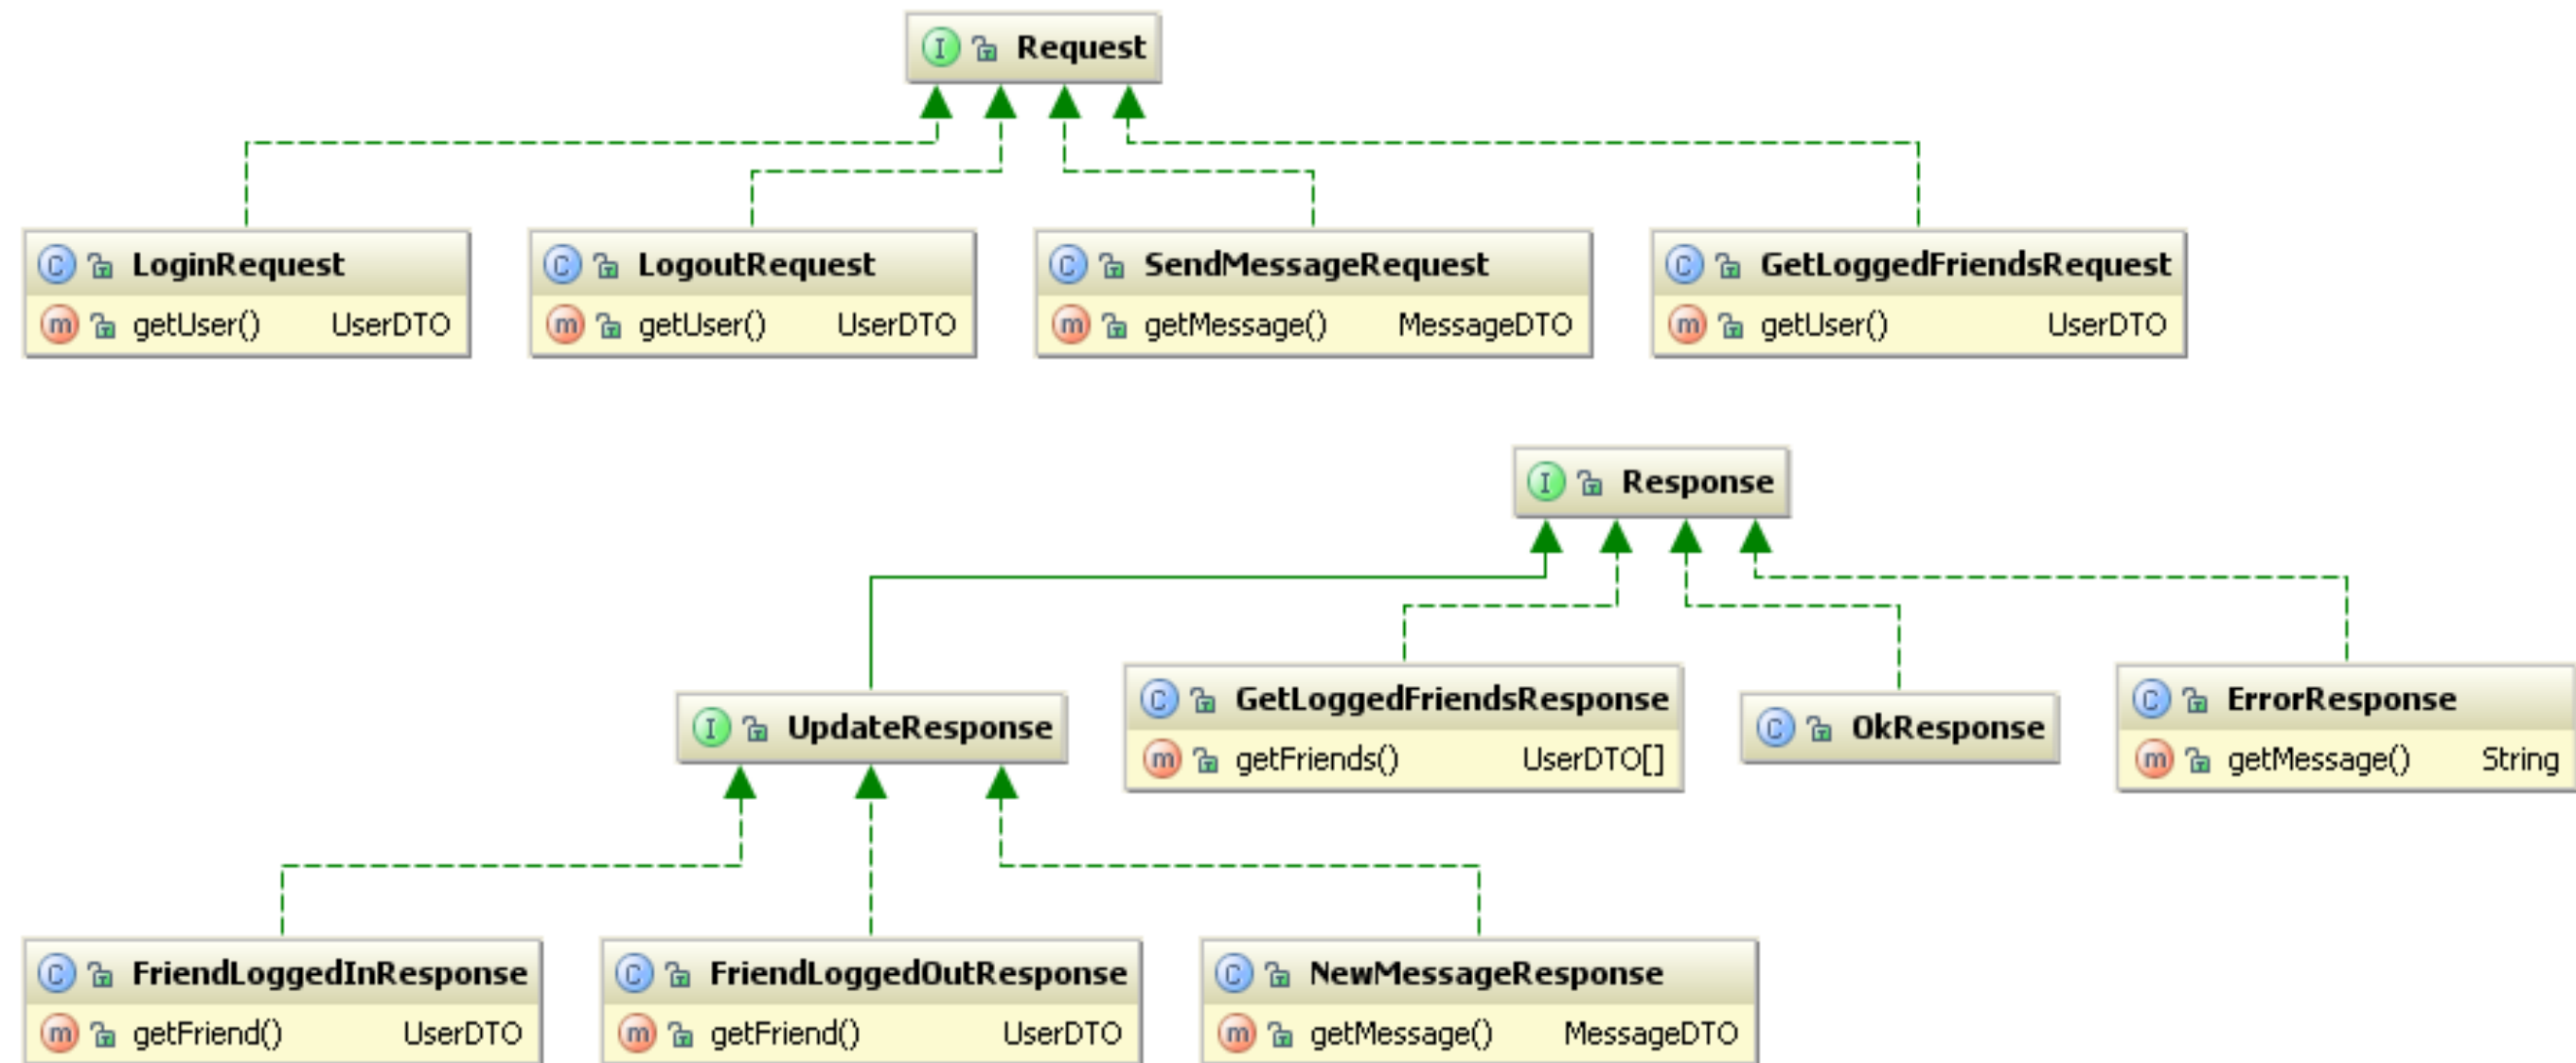 Request
LoginRequest
getUser() UserDTO
LogoutRequest
getUser() UserDTO
SendMessageRequest
getMessage() MessageDTO
GetLoggedFriendsRequest
getUser() UserDTO
Response
UpdateResponse
GetLoggedFriendsResponse
getFriends() UserDTO[]
OkResponse
ErrorResponse
getMessage() String
FriendLoggedInResponse
getFriend() UserDTO
FriendLoggedOutResponse
getFriend() UserDTO
NewMessageResponse
getMessage() MessageDTO